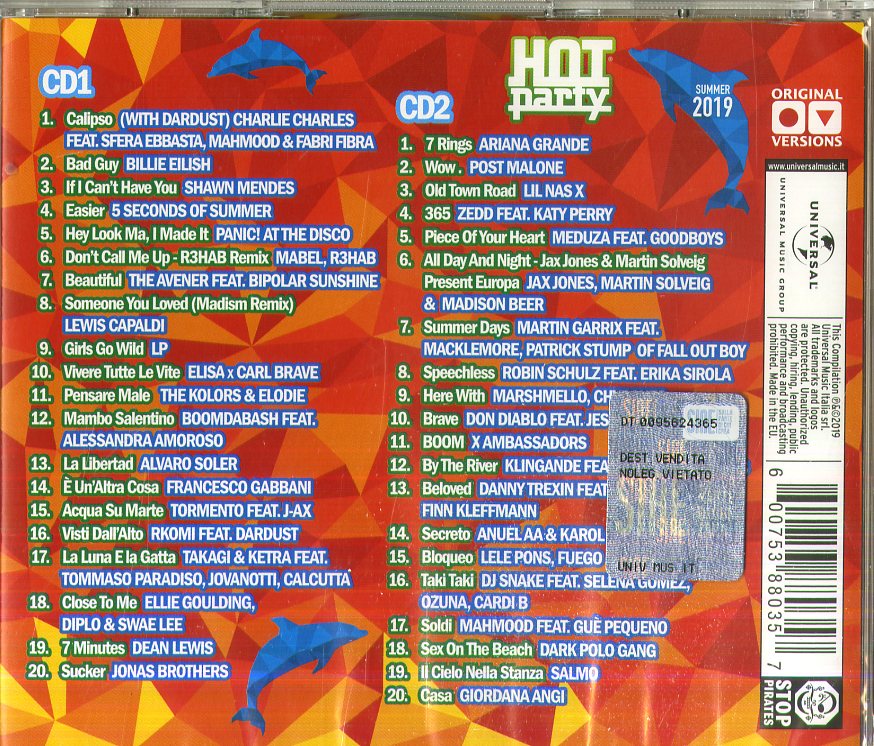 CD1
1. Calipso (WITH DARDUST) CHARLIE CHARLES
FEAT. SFERA EBBASTA, MAHMOOD & FABRI FIBRA
2. Bad Guy BILLIE EILISH
3. If I Can't Have You SHAWN MENDES
4. Easier 5 SECONDS OF SUMMER
5. Hey Look Ma, I Made It PANIC! AT THE DISCO
6. Don't Call Me Up - R3HAB Remix MABEL, R3HAB
7. Beautiful THE AVENER FEAT. BIPOLAR SUNSHINE
8. Someone You Loved (Madism Remix)
LEWIS CAPALDI
9. Girls Go Wild LP
10. Vivere Tutte Le Vite ELISA x CARL BRAVE
11. Pensare Male THE KOLORS & ELODIE
12. Mambo Salentino BOOMDABASH FEAT.
ALESSANDRA AMOROSO
13. La Libertad ALVARO SOLER
14. È Un'Altra Cosa FRANCESCO GABBANI
15. Acqua Su Marte TORMENTO FEAT. J-AX
16. Visti Dall'Alto RKOMI FEAT. DARDUST
17. La Luna E la Gatta TAKAGI & KETRA FEAT.
TOMMASO PARADISO, JOVANOTTI, CALCUTTA
18. Close To Me ELLIE GOULDING,
DIPLO & SWAE LEE
19. 7 Minutes DEAN LEWIS
20. Sucker JONAS BROTHERS
HOT
party
SUMMER
2019
CD2
1. 7 Rings ARIANA GRANDE
2. Wow. POST MALONE
3. Old Town Road LIL NAS X
4. 365 ZEDD FEAT. KATY PERRY
5. Piece Of Your Heart MEDUZA FEAT. GOODBOYS
6. All Day And Night - Jax Jones & Martin Solveig
Present Europa JAX JONES, MARTIN SOLVEIG
& MADISON BEER
7. Summer Days MARTIN GARRIX FEAT.
MACKLEMORE, PATRICK STUMP OF FALL OUT BOY
8. Speechless ROBIN SCHULZ FEAT. ERIKA SIROLA
9. Here With MARSHMELLO, CH
10. Brave DON DIABLO FEAT. JES
11. BOOM X AMBASSADORS
12. By The River KLINGANDE FEA
13. Beloved DANNY TREXIN FEAT
FINN KLEFFMANN
14. Secreto ANUEL AA & KAROL
15. Bloqueo LELE PONS, FUEGO
16. Taki Taki DJ SNAKE FEAT. SELENA GOMEZ,
OZUNA, CARDI B
17. Soldi MAHMOOD FEAT. GUÈ PEQUENO
18. Sex On The Beach DARK POLO GANG
19. Il Cielo Nella Stanza SALMO
20. Casa GIORDANA ANGI
SIAE
DT 0095624365
DEST.VENDITA
NOLEG.VIETATO
UNIV MUS IT
ORIGINAL
VERSIONS
www.universalmusic.it
UNIVERSAL
UNIVERSAL MUSIC GROUP
This Compilation ℗&©2019
Universal Music Italia srl.
All trademarks and logos
are protected. Unauthorized
copying, hiring, lending, public
performance and broadcasting
prohibited. Made in the EU.
6 00753 88035 7
STOP
PIRATES